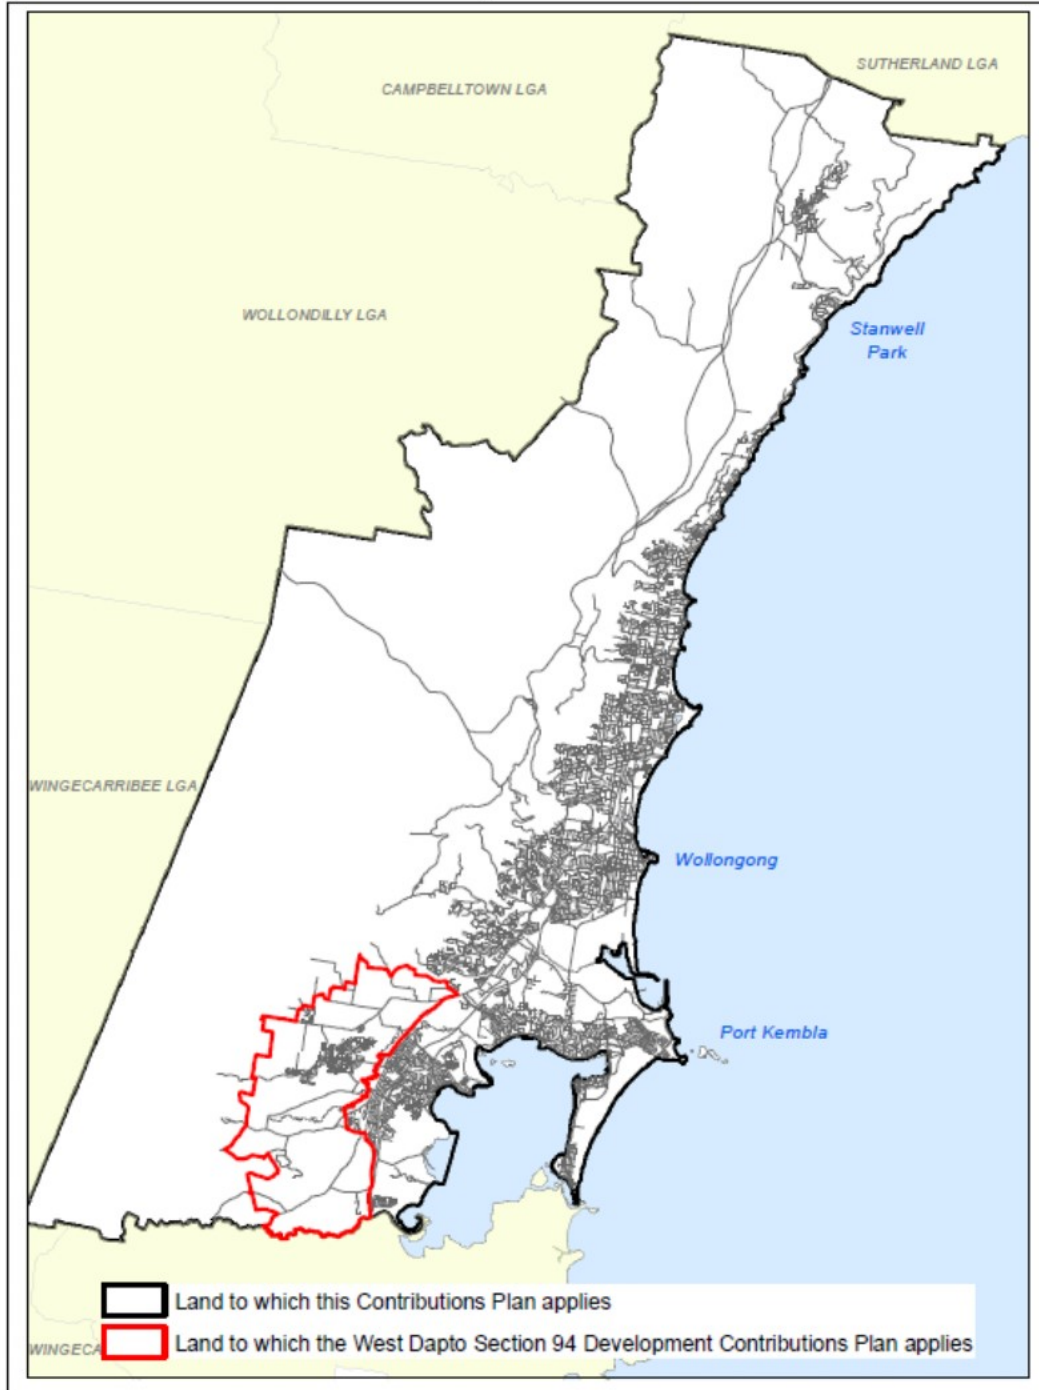 SUTHERLAND LGA
CAMPBELLTOWN LGA
WOLLONDILLY LGA
Stanwell
Park
WINGECARRIBEE LGA
Wollongong
Port Kembla
Land to which this Contributions Plan applies
Land to which the West Dapto Section 94 Development Contributions Plan applies
WINGECA